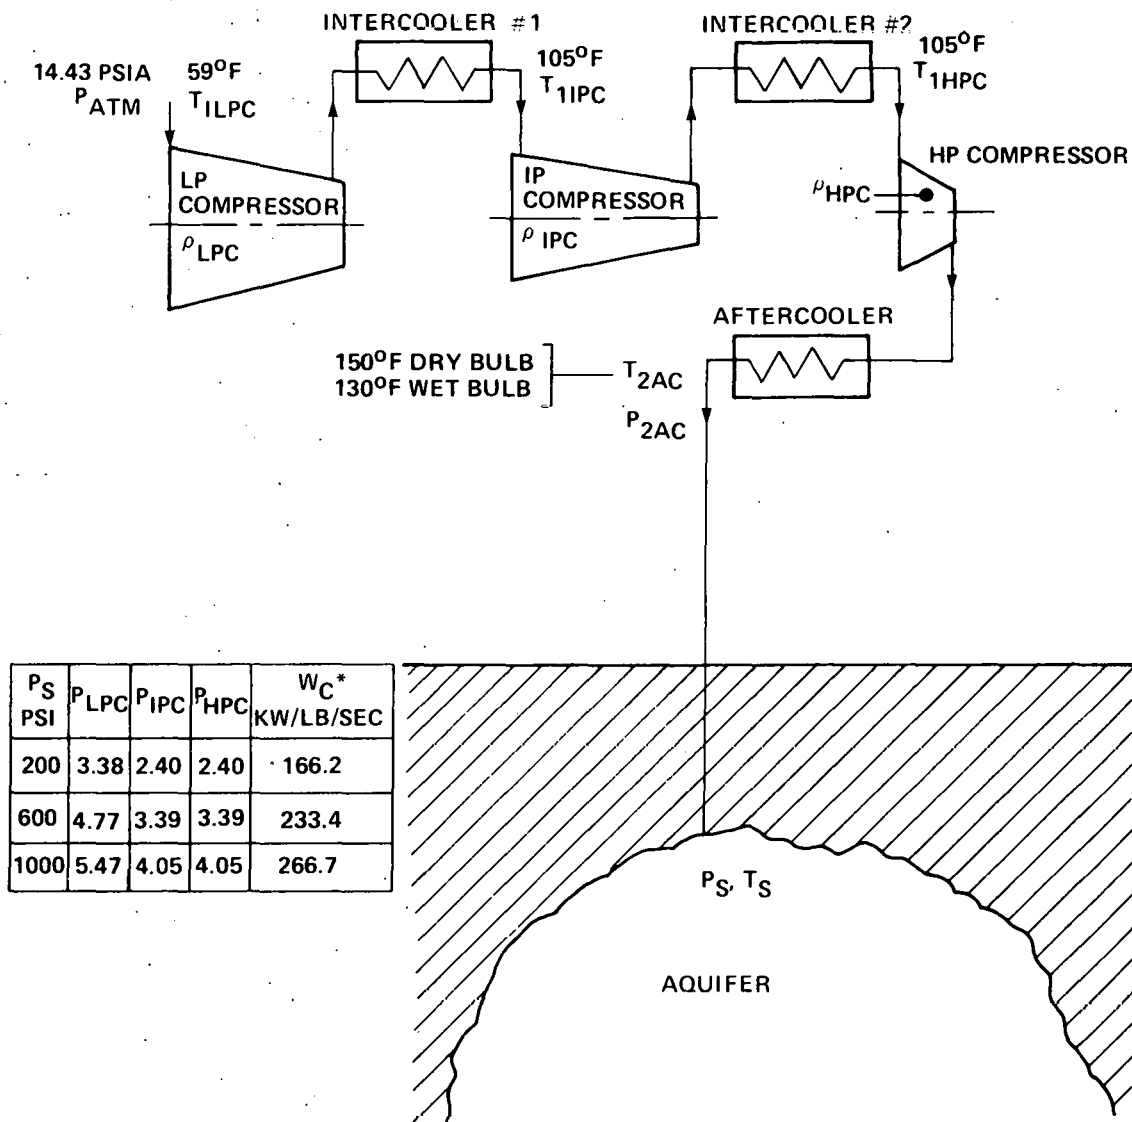 INTERCOOLER #1
INTERCOOLER #2
14.43 PSIA
P_ATM
59°F
T_ILPC
105°F
T_1IPC
105°F
T_1HPC
LP
COMPRESSOR
ρ_LPC
IP
COMPRESSOR
ρ_IPC
HP COMPRESSOR
ρ_HPC
AFTERCOOLER
150°F DRY BULB
130°F WET BULB
T_2AC
P_2AC
P_S PSI | P_LPC | P_IPC | P_HPC | W_C* KW/LB/SEC
200 | 3.38 | 2.40 | 2.40 | 166.2
600 | 4.77 | 3.39 | 3.39 | 233.4
1000 | 5.47 | 4.05 | 4.05 | 266.7
P_S, T_S
AQUIFER